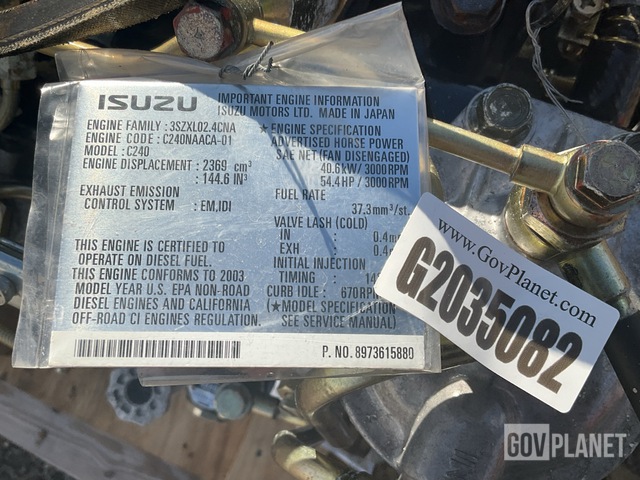 ISUZU
IMPORTANT ENGINE INFORMATION
ISUZU MOTORS LTD. MADE IN JAPAN
ENGINE FAMILY : 3SZXL02.4CNA
ENGINE CODE : C240NAACA-01
MODEL : C240
ENGINE DISPLACEMENT : 2369 cm³
: 144.6 IN³
EXHAUST EMISSION
CONTROL SYSTEM : EM,IDI
THIS ENGINE IS CERTIFIED TO
OPERATE ON DIESEL FUEL.
THIS ENGINE CONFORMS TO 2003
MODEL YEAR U.S. EPA NON-ROAD
DIESEL ENGINES AND CALIFORNIA
OFF-ROAD CI ENGINES REGULATION.
★ ENGINE SPECIFICATION
ADVERTISED HORSE POWER
SAE NET (FAN DISENGAGED)
40.6kW/3000RPM
54.4HP/3000RPM
FUEL RATE
37.3mm³/st.
VALVE LASH (COLD)
IN : 0.4m
EXH : 0.4
INITIAL INJECTION
TIMING : 14
CURB IDLE : 670RP
(★MODEL SPECIFICATION
SEE SERVICE MANUAL)
P. NO. 8973615880
www.GovPlanet.com
G2035082
GOVPLANET